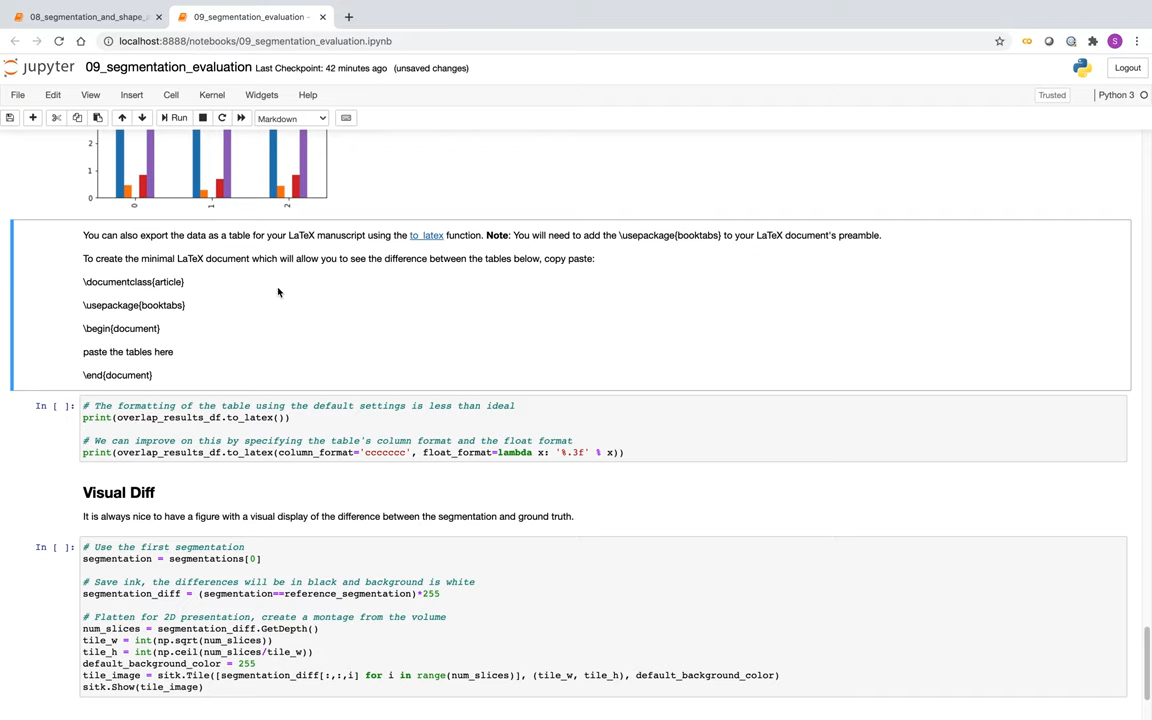 08_segmentation_and_shape_a
09_segmentation_evaluation -
localhost:8888/notebooks/09_segmentation_evaluation.ipynb
S
jupyter 09_segmentation_evaluation Last Checkpoint: 42 minutes ago (unsaved changes)
Logout
File Edit View Insert Cell Kernel Widgets Help
Trusted
Python 3
Run
Markdown
2
1
0
0 1 2
You can also export the data as a table for your LaTeX manuscript using the to_latex function. Note: You will need to add the \usepackage{booktabs} to your LaTeX document's preamble.
To create the minimal LaTeX document which will allow you to see the difference between the tables below, copy paste:
\documentclass{article}
\usepackage{booktabs}
\begin{document}
paste the tables here
\end{document}
In [ ]: # The formatting of the table using the default settings is less than ideal
print(overlap_results_df.to_latex())
# We can improve on this by specifying the table's column format and the float format
print(overlap_results_df.to_latex(column_format='ccccccc', float_format=lambda x: '%.3f' % x))
Visual Diff
It is always nice to have a figure with a visual display of the difference between the segmentation and ground truth.
In [ ]: # Use the first segmentation
segmentation = segmentations[0]
# Save ink, the differences will be in black and background is white
segmentation_diff = (segmentation==reference_segmentation)*255
# Flatten for 2D presentation, create a montage from the volume
num_slices = segmentation_diff.GetDepth()
tile_w = int(np.sqrt(num_slices))
tile_h = int(np.ceil(num_slices/tile_w))
default_background_color = 255
tile_image = sitk.Tile([segmentation_diff[:,:,i] for i in range(num_slices)], (tile_w, tile_h), default_background_color)
sitk.Show(tile_image)